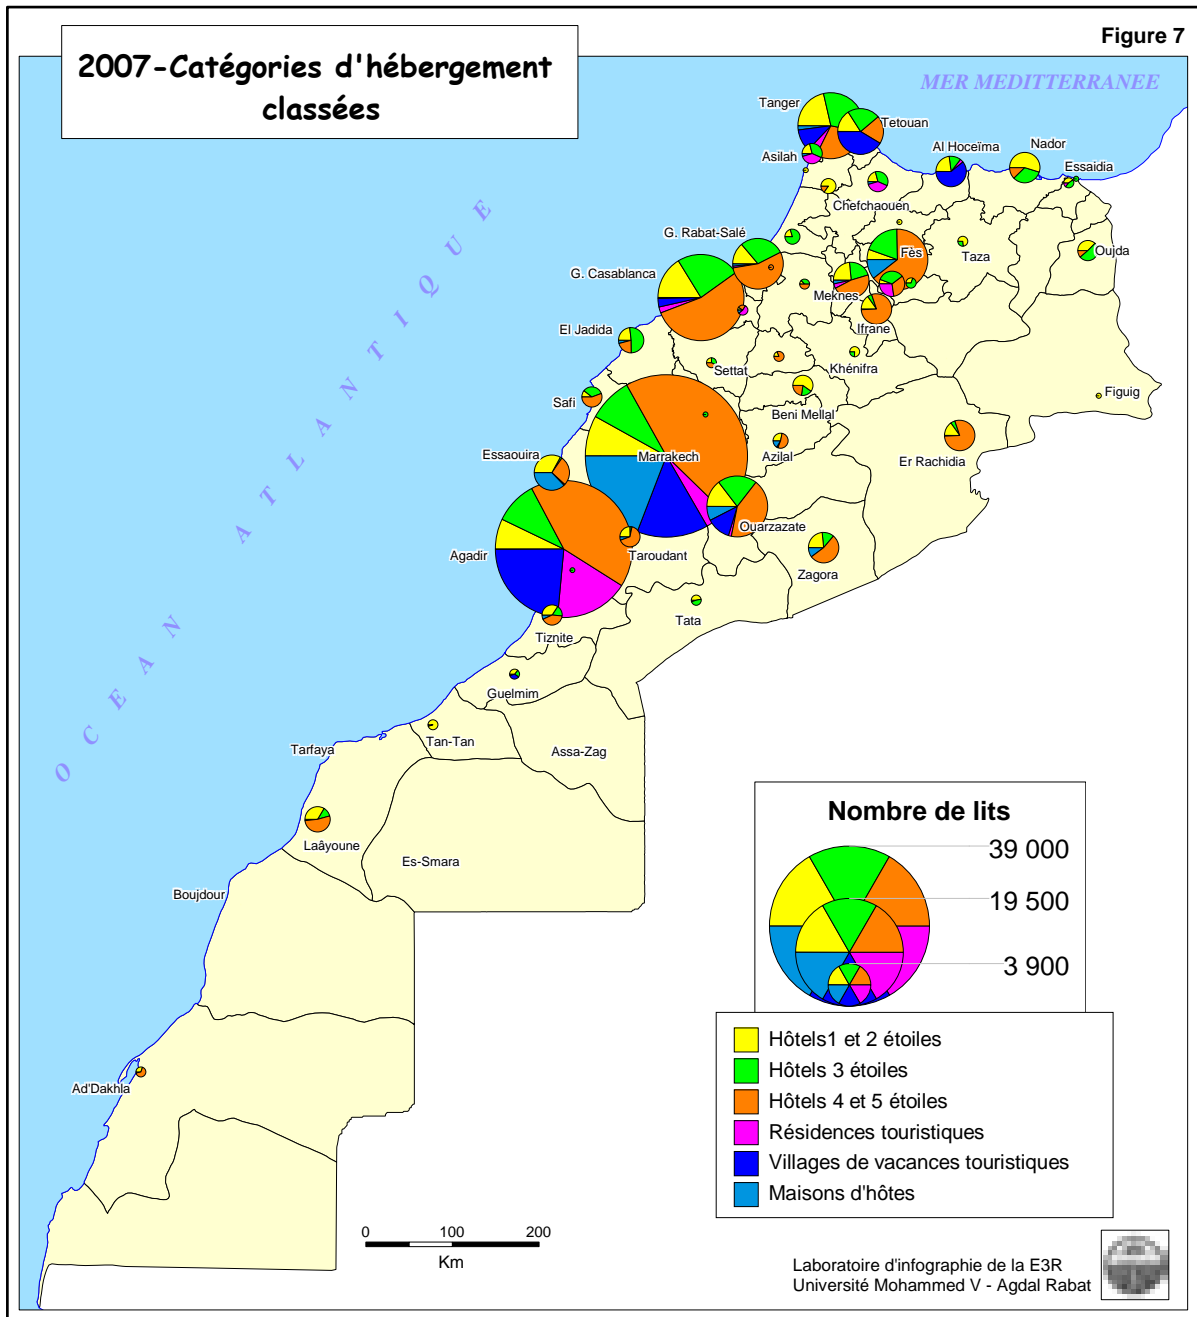 Figure 7
2007-Catégories d'hébergement
classées
MER MEDITTERRANEE
OCEAN ATLANTIQUE
Tanger
Tetouan
Asilah
Al Hoceïma
Nador
Essaidia
Chefchaouen
G. Rabat-Salé
Fès
Taza
Oujda
G. Casablanca
Meknes
Ifrane
El Jadida
Settat
Khénifra
Figuig
Safi
Beni Mellal
Marrakech
Azilal
Er Rachidia
Essaouira
Ouarzazate
Agadir
Taroudant
Zagora
Tiznite
Tata
Guelmim
Tan-Tan
Assa-Zag
Tarfaya
Laâyoune
Es-Smara
Boujdour
Ad'Dakhla
Nombre de lits
39 000
19 500
3 900
Hôtels1 et 2 étoiles
Hôtels 3 étoiles
Hôtels 4 et 5 étoiles
Résidences touristiques
Villages de vacances touristiques
Maisons d'hôtes
0 100 200
Km
Laboratoire d'infographie de la E3R
Université Mohammed V - Agdal Rabat